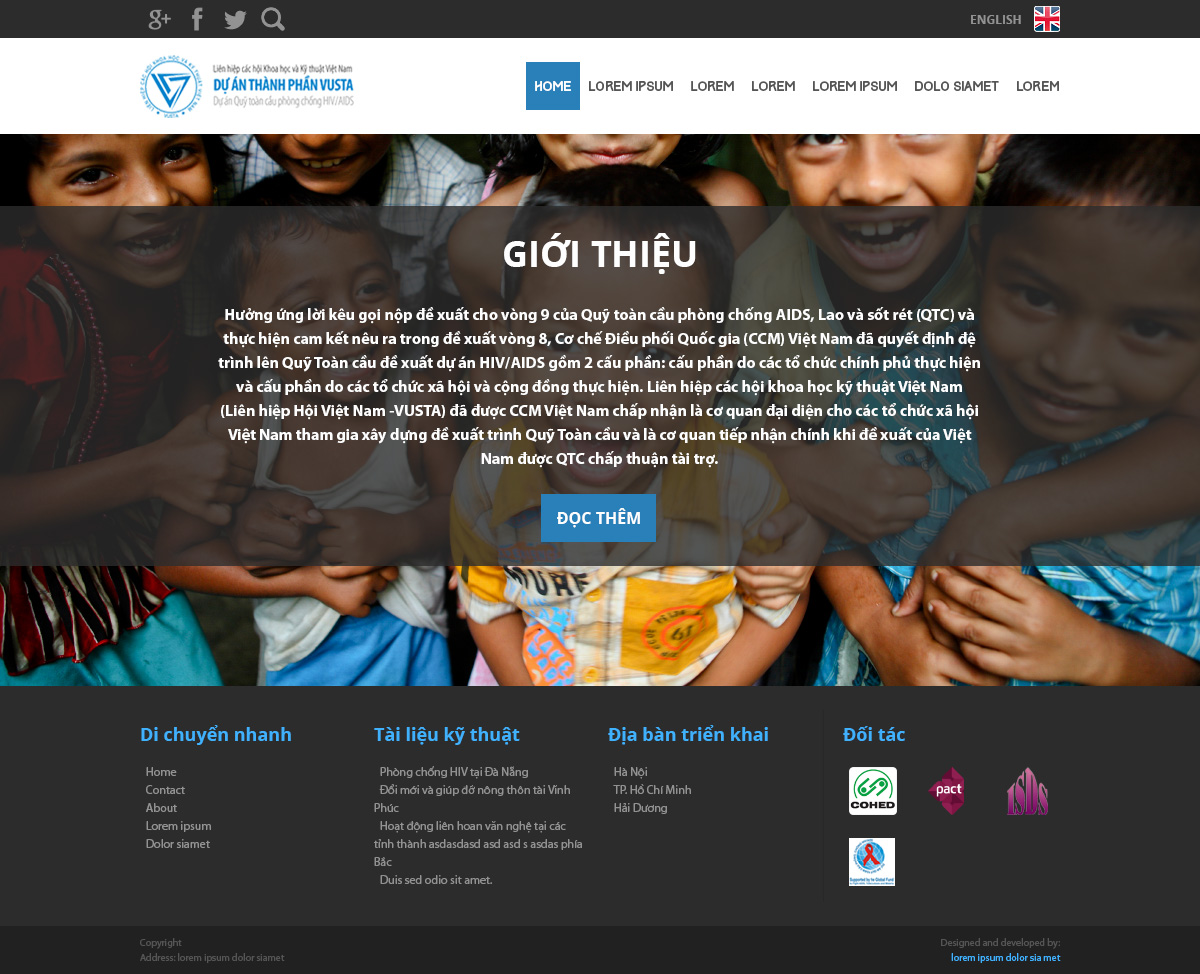 ENGLISH
Liên hiệp các hội Khoa học và Kỹ thuật Việt Nam
DỰ ÁN THÀNH PHẦN VUSTA
Dự án Quỹ toàn cầu phòng chống HIV/AIDS
VUSTA
HOME LOREM IPSUM LOREM LOREM LOREM IPSUM DOLO SIAMET LOREM
GIỚI THIỆU
Hưởng ứng lời kêu gọi nộp đề xuất cho vòng 9 của Quỹ toàn cầu phòng chống AIDS, Lao và sốt rét (QTC) và
thực hiện cam kết nêu ra trong đề xuất vòng 8, Cơ chế Điều phối Quốc gia (CCM) Việt Nam đã quyết định đệ
trình lên Quỹ Toàn cầu đề xuất dự án HIV/AIDS gồm 2 cấu phần: cấu phần do các tổ chức chính phủ thực hiện
và cấu phần do các tổ chức xã hội và cộng đồng thực hiện. Liên hiệp các hội khoa học kỹ thuật Việt Nam
(Liên hiệp Hội Việt Nam -VUSTA) đã được CCM Việt Nam chấp nhận là cơ quan đại diện cho các tổ chức xã hội
Việt Nam tham gia xây dựng đề xuất trình Quỹ Toàn cầu và là cơ quan tiếp nhận chính khi đề xuất của Việt
Nam được QTC chấp thuận tài trợ.
ĐỌC THÊM
Di chuyển nhanh
Home
Contact
About
Lorem ipsum
Dolor siamet
Tài liệu kỹ thuật
Phòng chống HIV tại Đà Nẵng
Đổi mới và giúp đỡ nông thôn tài Vính
Phúc
Hoạt động liên hoan văn nghệ tại các
tỉnh thành asdasdasd asd asd s asdas phía
Bắc
Duis sed odio sit amet.
Địa bàn triển khai
Hà Nội
TP. Hồ Chí Minh
Hải Dương
Đối tác
COHED
pact
Supported by he Global Fund
Copyright
Address: lorem ipsum dolor siamet
Designed and developed by:
lorem ipsum dolor sia met